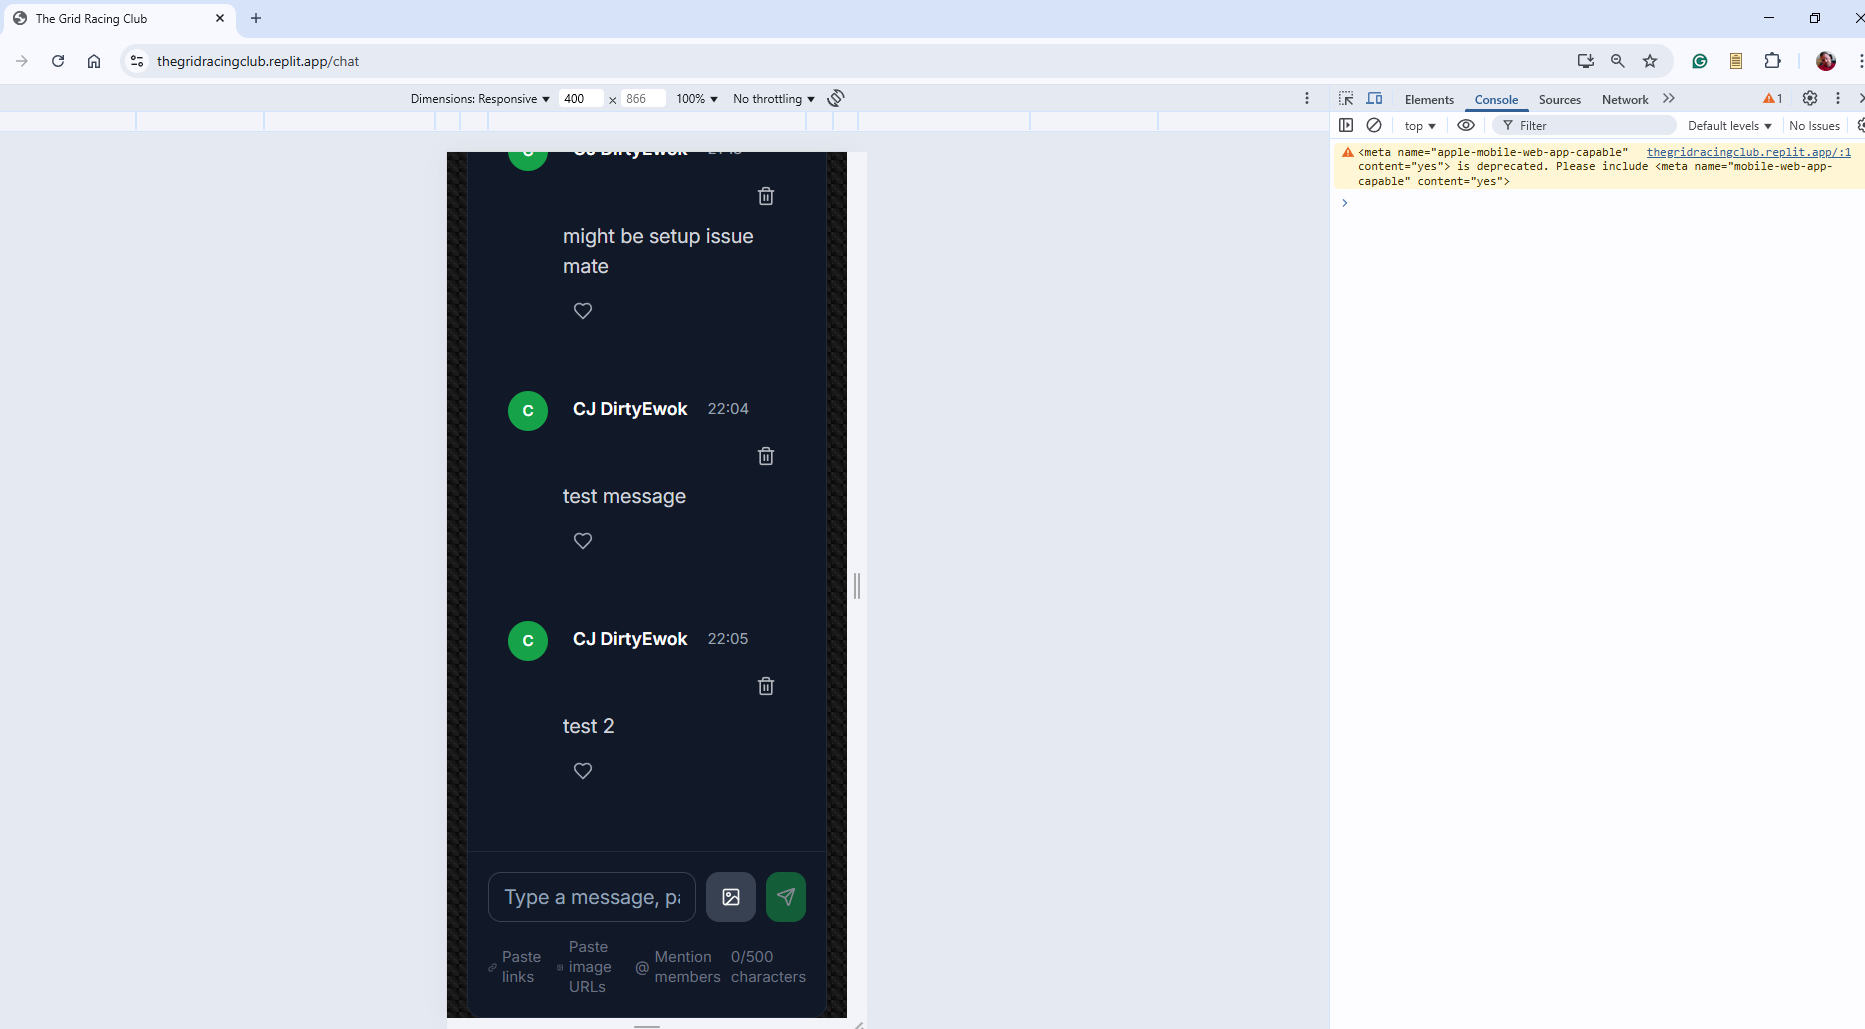 The Grid Racing Club
thegridracingclub.replit.app/chat
Dimensions: Responsive 400 × 866 100% No throttling
Elements Console Sources Network 1
top Filter Default levels No Issues
<meta name="apple-mobile-web-app-capable" thegridracingclub.replit.app/:1
content="yes"> is deprecated. Please include <meta name="mobile-web-app-
capable" content="yes">
CJ DirtyEwok
might be setup issue
mate
C
CJ DirtyEwok 22:04
test message
C
CJ DirtyEwok 22:05
test 2
Type a message, pa
Paste
links
Paste
image
URLs
@ Mention
members
0/500
characters